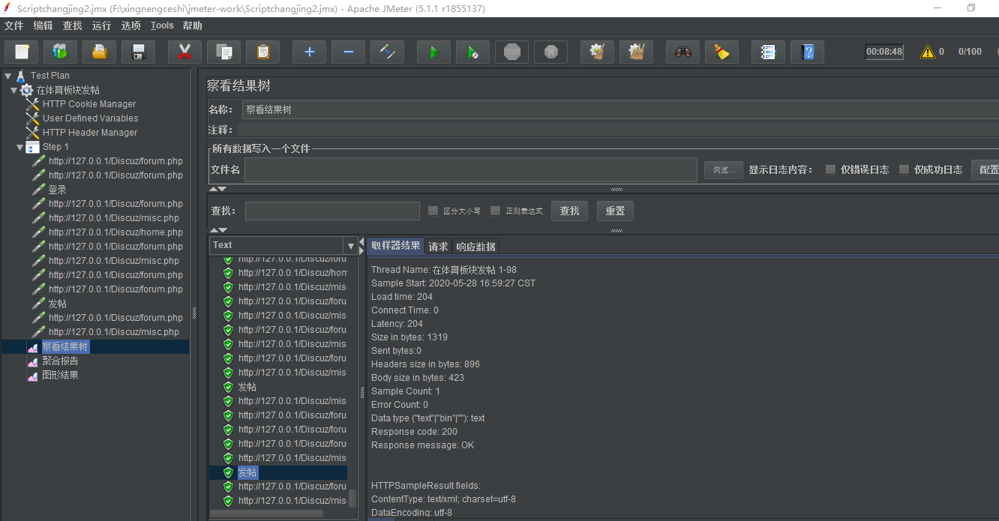 Scriptchangjing2.jmx (F:\xingnengceshi\jmeter-work\Scriptchangjing2.jmx) - Apache JMeter (5.1.1 r1855137)
文件 编辑 查找 运行 选项 Tools 帮助
STOP 00:08:48 0 0/100
Test Plan
在体育板块发帖
HTTP Cookie Manager
User Defined Variables
HTTP Header Manager
Step 1
http://127.0.0.1/Discuz/forum.php
http://127.0.0.1/Discuz/forum.php
登录
http://127.0.0.1/Discuz/forum.php
http://127.0.0.1/Discuz/misc.php
http://127.0.0.1/Discuz/home.php
http://127.0.0.1/Discuz/forum.php
http://127.0.0.1/Discuz/misc.php
http://127.0.0.1/Discuz/forum.php
http://127.0.0.1/Discuz/forum.php
发帖
http://127.0.0.1/Discuz/forum.php
http://127.0.0.1/Discuz/misc.php
察看结果树
聚合报告
图形结果
察看结果树
名称： 察看结果树
注释：
所有数据写入一个文件
文件名 浏览... 显示日志内容： 仅错误日志 仅成功日志 配置
查找： 区分大小写 正则表达式 查找 重置
Text
http://127.0.0.1/Discuz/foru
http://127.0.0.1/Discuz/hom
http://127.0.0.1/Discuz/mis
http://127.0.0.1/Discuz/foru
http://127.0.0.1/Discuz/mis
http://127.0.0.1/Discuz/foru
http://127.0.0.1/Discuz/mis
http://127.0.0.1/Discuz/foru
http://127.0.0.1/Discuz/mis
发帖
http://127.0.0.1/Discuz/mis
http://127.0.0.1/Discuz/foru
http://127.0.0.1/Discuz/foru
http://127.0.0.1/Discuz/foru
http://127.0.0.1/Discuz/mis
发帖
http://127.0.0.1/Discuz/foru
http://127.0.0.1/Discuz/mis
取样器结果 请求 响应数据
Thread Name: 在体育板块发帖 1-98
Sample Start: 2020-05-28 16:59:27 CST
Load time: 204
Connect Time: 0
Latency: 204
Size in bytes: 1319
Sent bytes:0
Headers size in bytes: 896
Body size in bytes: 423
Sample Count: 1
Error Count: 0
Data type ("text"|"bin"|""): text
Response code: 200
Response message: OK
HTTPSampleResult fields:
ContentType: text/xml; charset=utf-8
DataEncoding: utf-8